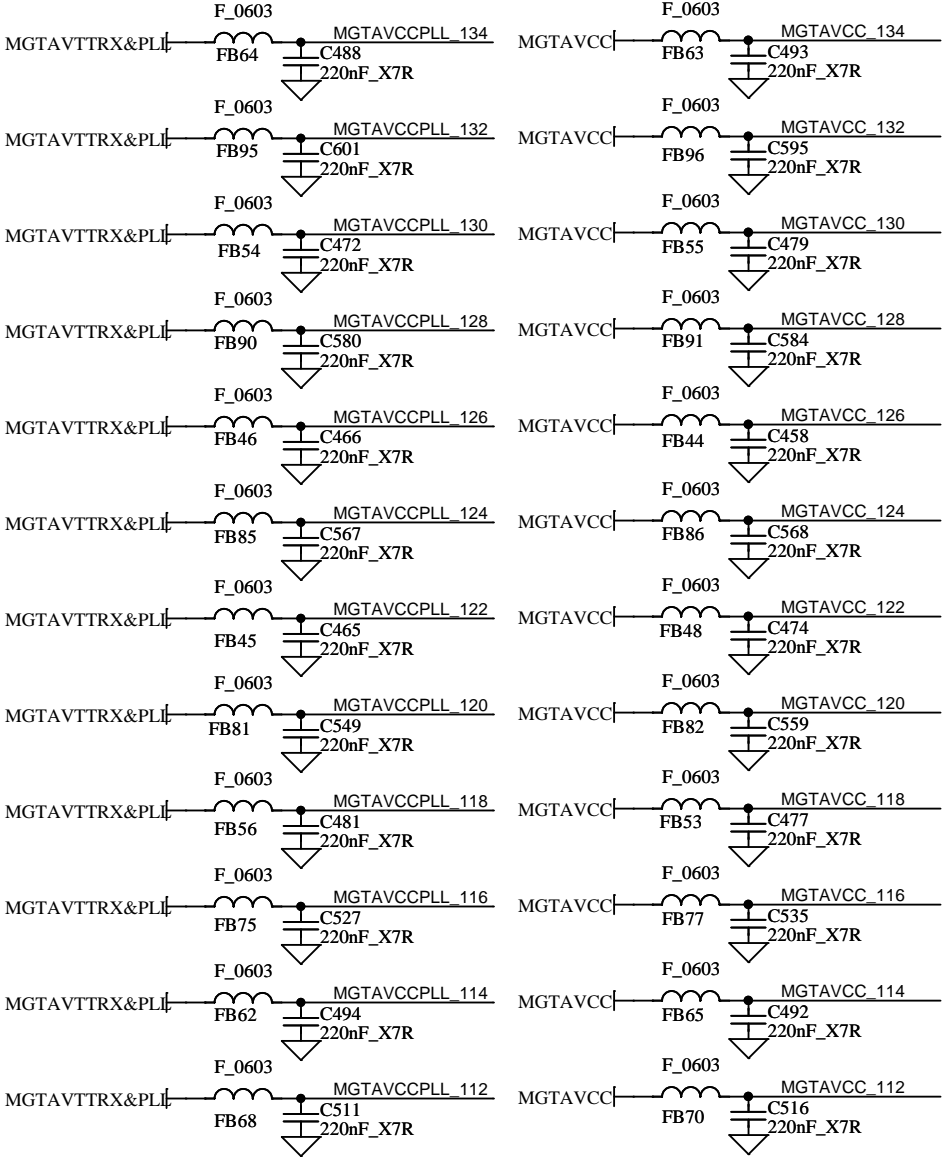 F_0603
MGTAVTTRX&PLL
FB64
MGTAVCCPLL_134
C488
220nF_X7R
F_0603
MGTAVCC
FB63
MGTAVCC_134
C493
220nF_X7R
F_0603
MGTAVTTRX&PLL
FB95
MGTAVCCPLL_132
C601
220nF_X7R
F_0603
MGTAVCC
FB96
MGTAVCC_132
C595
220nF_X7R
F_0603
MGTAVTTRX&PLL
FB54
MGTAVCCPLL_130
C472
220nF_X7R
F_0603
MGTAVCC
FB55
MGTAVCC_130
C479
220nF_X7R
F_0603
MGTAVTTRX&PLL
FB90
MGTAVCCPLL_128
C580
220nF_X7R
F_0603
MGTAVCC
FB91
MGTAVCC_128
C584
220nF_X7R
F_0603
MGTAVTTRX&PLL
FB46
MGTAVCCPLL_126
C466
220nF_X7R
F_0603
MGTAVCC
FB44
MGTAVCC_126
C458
220nF_X7R
F_0603
MGTAVTTRX&PLL
FB85
MGTAVCCPLL_124
C567
220nF_X7R
F_0603
MGTAVCC
FB86
MGTAVCC_124
C568
220nF_X7R
F_0603
MGTAVTTRX&PLL
FB45
MGTAVCCPLL_122
C465
220nF_X7R
F_0603
MGTAVCC
FB48
MGTAVCC_122
C474
220nF_X7R
F_0603
MGTAVTTRX&PLL
FB81
MGTAVCCPLL_120
C549
220nF_X7R
F_0603
MGTAVCC
FB82
MGTAVCC_120
C559
220nF_X7R
F_0603
MGTAVTTRX&PLL
FB56
MGTAVCCPLL_118
C481
220nF_X7R
F_0603
MGTAVCC
FB53
MGTAVCC_118
C477
220nF_X7R
F_0603
MGTAVTTRX&PLL
FB75
MGTAVCCPLL_116
C527
220nF_X7R
F_0603
MGTAVCC
FB77
MGTAVCC_116
C535
220nF_X7R
F_0603
MGTAVTTRX&PLL
FB62
MGTAVCCPLL_114
C494
220nF_X7R
F_0603
MGTAVCC
FB65
MGTAVCC_114
C492
220nF_X7R
F_0603
MGTAVTTRX&PLL
FB68
MGTAVCCPLL_112
C511
220nF_X7R
F_0603
MGTAVCC
FB70
MGTAVCC_112
C516
220nF_X7R